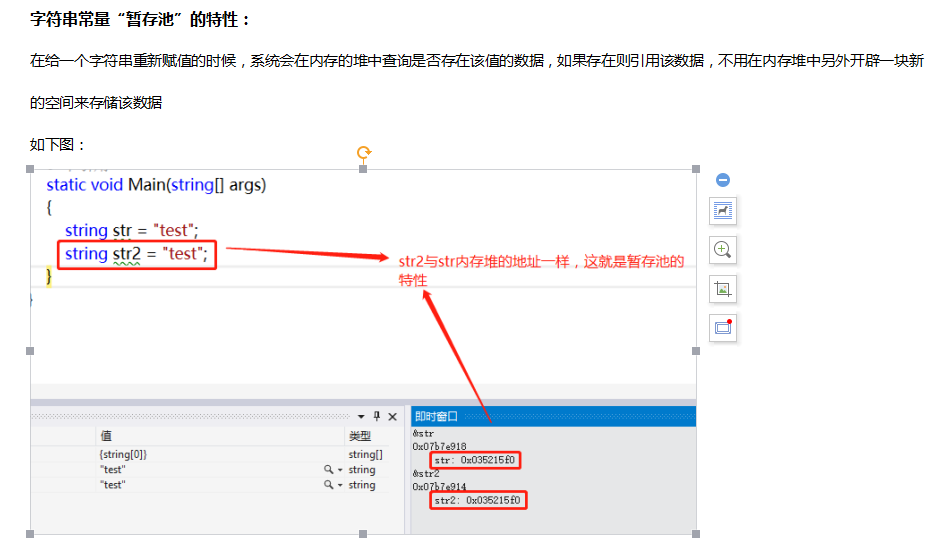 字符串常量“暂存池”的特性：
在给一个字符串重新赋值的时候，系统会在内存的堆中查询是否存在该值的数据，如果存在则引用该数据，不用在内存堆中另外开辟一块新
的空间来存储该数据
如下图：
static void Main(string[] args)
{
string str = "test";
string str2 = "test";
}
str2与str内存堆的地址一样，这就是暂存池的
特性
值
类型
{string[0]}
string[]
"test"
string
"test"
string
即时窗口
&str
0x07b7e918
str: 0x035215f0
&str2
0x07b7e914
str2: 0x035215f0